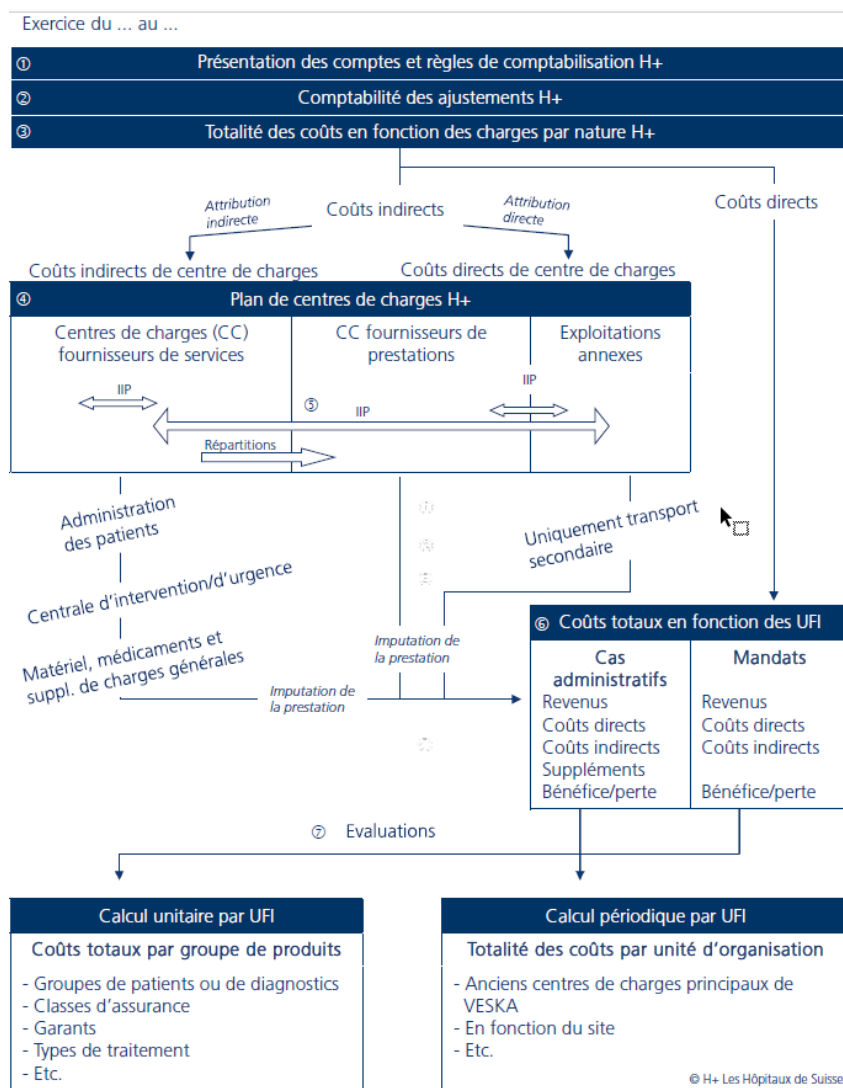 Exercice du ... au ...
① Présentation des comptes et règles de comptabilisation H+
② Comptabilité des ajustements H+
③ Totalité des coûts en fonction des charges par nature H+
Attribution
indirecte
Coûts indirects
Attribution
directe
Coûts directs
Coûts indirects de centre de charges
Coûts directs de centre de charges
④ Plan de centres de charges H+
Centres de charges (CC)
fournisseurs de services
CC fournisseurs de
prestations
Exploitations
annexes
IIP
⑤
IIP
IIP
Répartitions
Administration
des patients
Centrale d'intervention/d'urgence
Matériel, médicaments et
suppl. de charges générales
Uniquement transport
secondaire
Imputation de
la prestation
Imputation de
la prestation
⑥ Coûts totaux en fonction des UFI
Cas
administratifs
Revenus
Coûts directs
Coûts indirects
Suppléments
Bénéfice/perte
Mandats
Revenus
Coûts directs
Coûts indirects
Bénéfice/perte
⑦ Evaluations
Calcul unitaire par UFI
Coûts totaux par groupe de produits
- Groupes de patients ou de diagnostics
- Classes d'assurance
- Garants
- Types de traitement
- Etc.
Calcul périodique par UFI
Totalité des coûts par unité d'organisation
- Anciens centres de charges principaux de
VESKA
- En fonction du site
- Etc.
© H+ Les Hôpitaux de Suisse